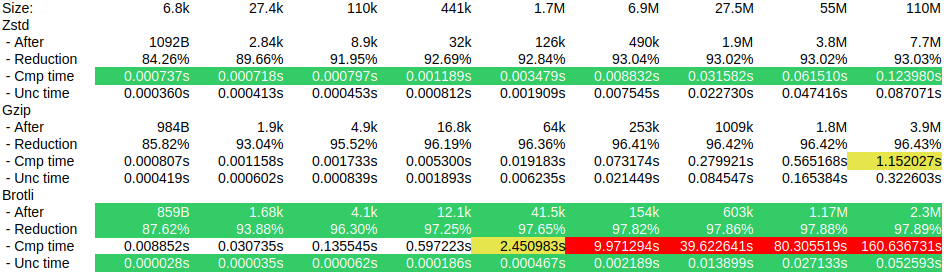 Size: 6.8k 27.4k 110k 441k 1.7M 6.9M 27.5M 55M 110M
Zstd
- After 1092B 2.84k 8.9k 32k 126k 490k 1.9M 3.8M 7.7M
- Reduction 84.26% 89.66% 91.95% 92.69% 92.84% 93.04% 93.02% 93.02% 93.03%
- Cmp time 0.000737s 0.000718s 0.000797s 0.001189s 0.003479s 0.008832s 0.031582s 0.061510s 0.123980s
- Unc time 0.000360s 0.000413s 0.000453s 0.000812s 0.001909s 0.007545s 0.022730s 0.047416s 0.087071s
Gzip
- After 984B 1.9k 4.9k 16.8k 64k 253k 1009k 1.8M 3.9M
- Reduction 85.82% 93.04% 95.52% 96.19% 96.36% 96.41% 96.42% 96.42% 96.43%
- Cmp time 0.000807s 0.001158s 0.001733s 0.005300s 0.019183s 0.073174s 0.279921s 0.565168s 1.152027s
- Unc time 0.000419s 0.000602s 0.000839s 0.001893s 0.006235s 0.021449s 0.084547s 0.165384s 0.322603s
Brotli
- After 859B 1.68k 4.1k 12.1k 41.5k 154k 603k 1.17M 2.3M
- Reduction 87.62% 93.88% 96.30% 97.25% 97.65% 97.82% 97.86% 97.88% 97.89%
- Cmp time 0.008852s 0.030735s 0.135545s 0.597223s 2.450983s 9.971294s 39.622641s 80.305519s 160.636731s
- Unc time 0.000028s 0.000035s 0.000062s 0.000186s 0.000467s 0.002189s 0.013899s 0.027133s 0.052593s